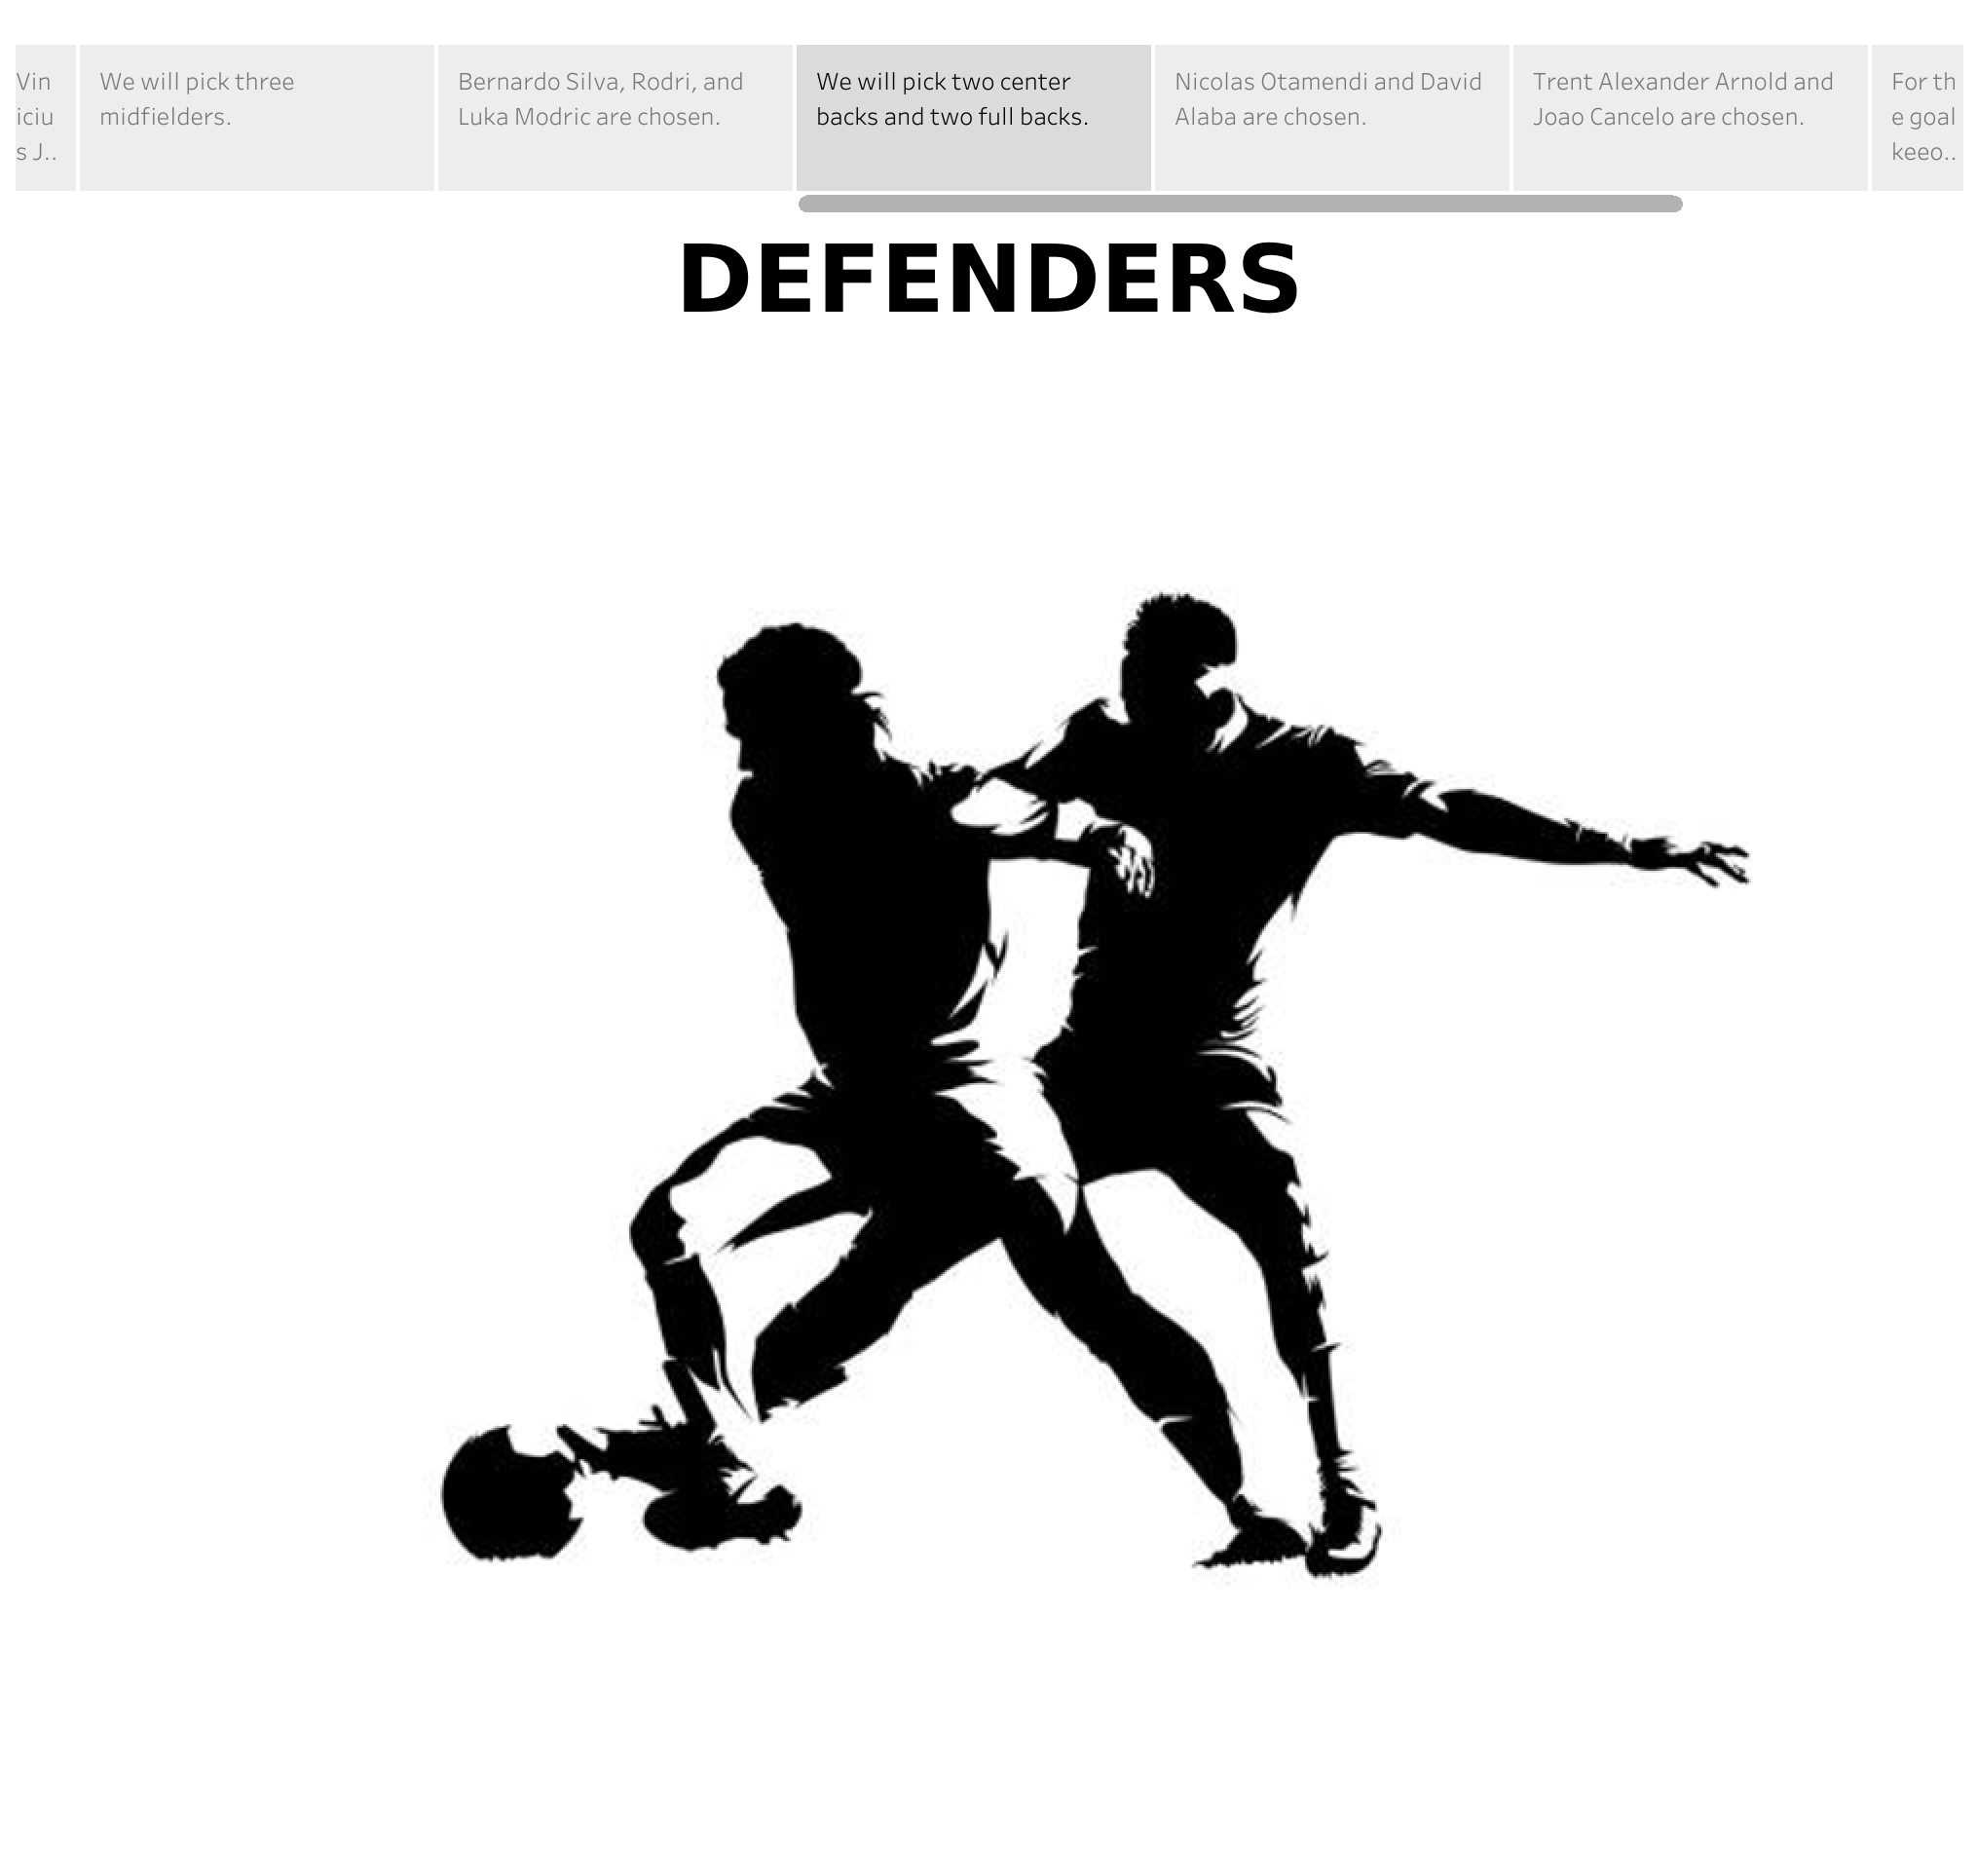 Vin
iciu
s J..
We will pick three
midfielders.
Bernardo Silva, Rodri, and
Luka Modric are chosen.
We will pick two center
backs and two full backs.
Nicolas Otamendi and David
Alaba are chosen.
Trent Alexander Arnold and
Joao Cancelo are chosen.
For th
e goal
keeo..
DEFENDERS